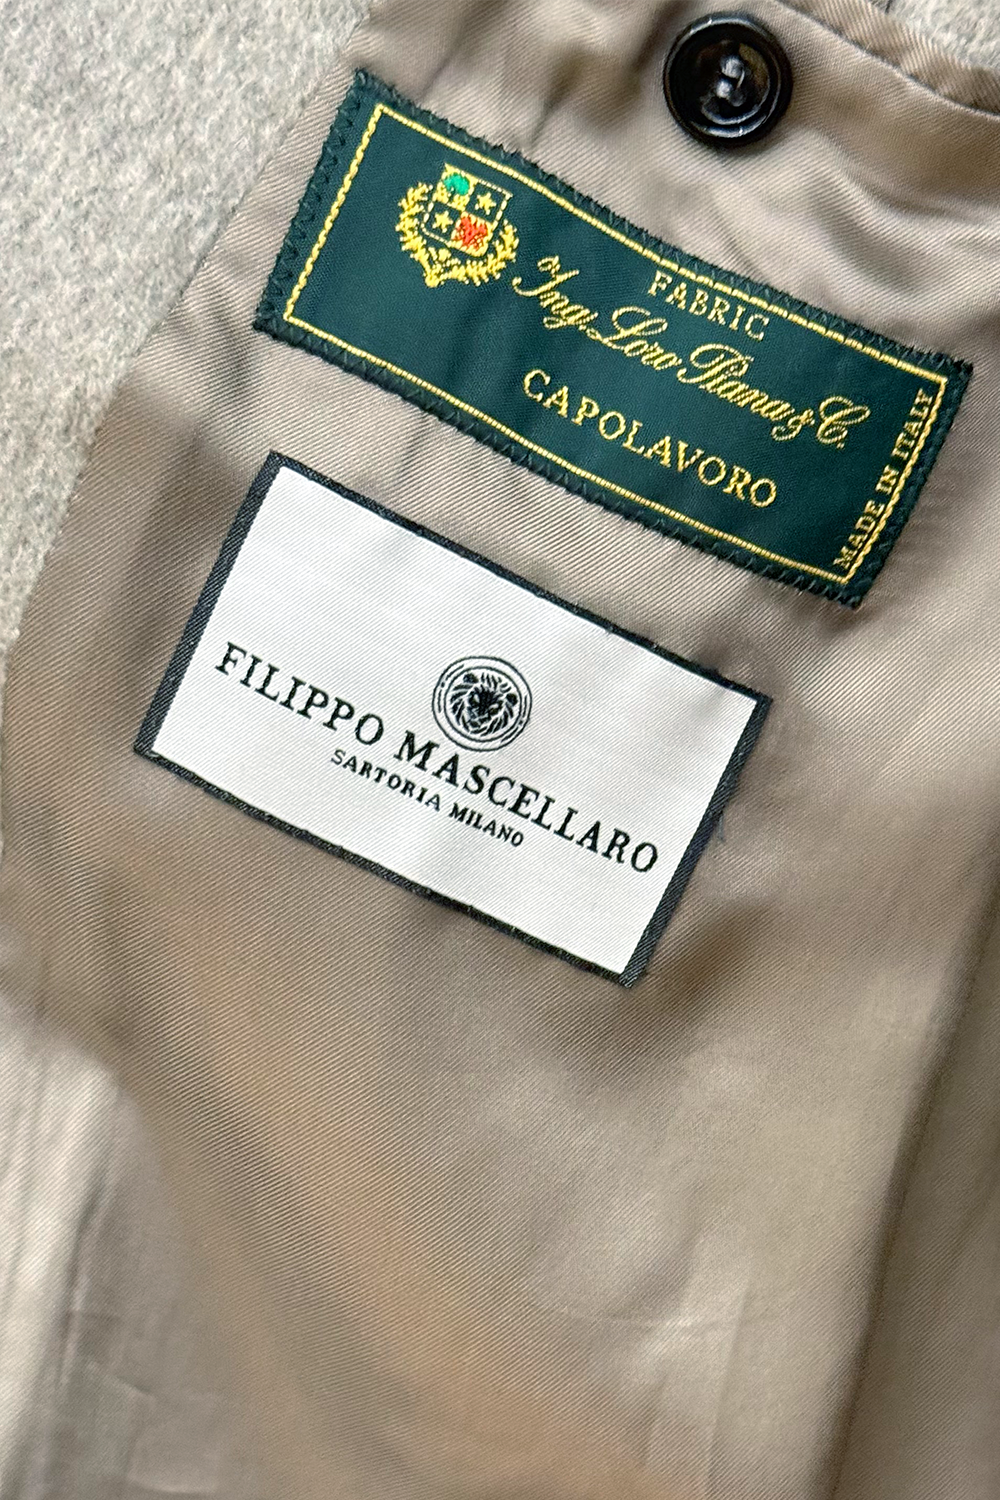 FABRIC
Ing. Loro Piana & C.
CAPOLAVORO
MADE IN ITALY
FILIPPO MASCELLARO
SARTORIA MILANO